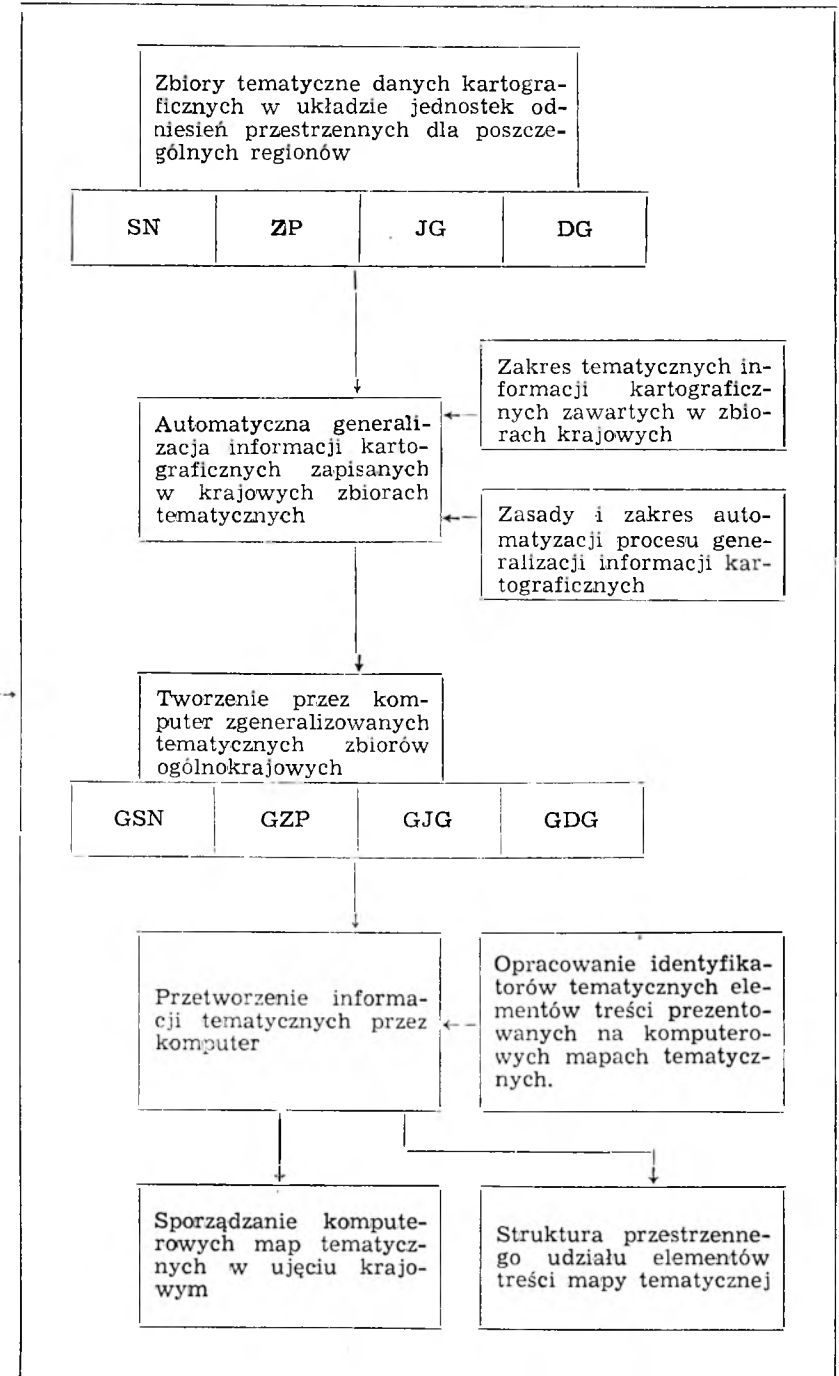 Zbiory tematyczne danych kartogra-
ficznych w układzie jednostek od-
niesień przestrzennych dla poszcze-
gólnych regionów
SN ZP JG DG
Zakres tematycznych in-
formacji kartograficz-
nych zawartych w zbio-
rach krajowych
Automatyczna generali-
zacja informacji karto-
graficznych zapisanych
w krajowych zbiorach
tematycznych
Zasady i zakres auto-
matyzacji procesu gene-
ralizacji informacji kar-
tograficznych
Tworzenie przez kom-
puter zgeneralizowanych
tematycznych zbiorów
ogólnokrajowych
GSN GZP GJG GDG
Przetworzenie informa-
cji tematycznych przez
komputer
Opracowanie identyfika-
torów tematycznych ele-
mentów treści prezento-
wanych na komputero-
wych mapach tematycz-
nych.
Sporządzanie kompute-
rowych map tematycz-
nych w ujęciu krajo-
wym
Struktura przestrzenne-
go udziału elementów
treści mapy tematycznej